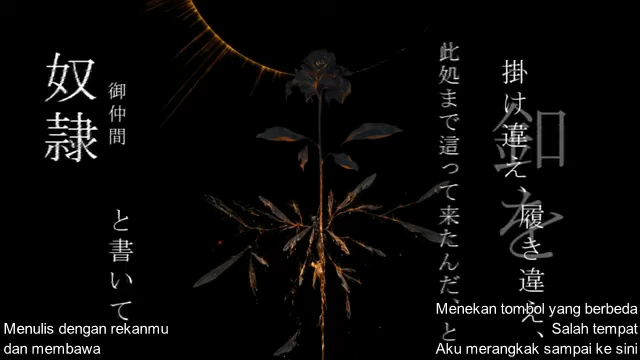 釦を
掛け違え、履き違え、
此処まで這って来たんだ、と
御仲間
奴隷
と書いて
Menekan tombol yang berbeda
Salah tempat
Aku merangkak sampai ke sini
Menulis dengan rekanmu
dan membawa